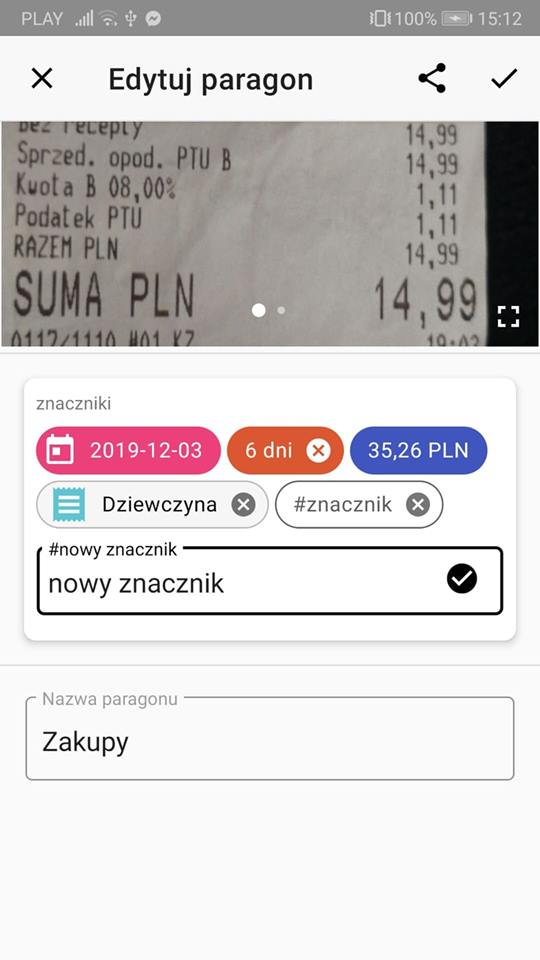 PLAY 100% 15:12
Edytuj paragon
bez recepty 14,99
Sprzed. opod. PTU B 14,99
Kwota B 08,00% 1,11
Podatek PTU 1,11
RAZEM PLN 14,99
SUMA PLN 14,99
0117/1110 #01 KZ 19:02
znaczniki
2019-12-03 6 dni 35,26 PLN
Dziewczyna #znacznik
#nowy znacznik
nowy znacznik
Nazwa paragonu
Zakupy